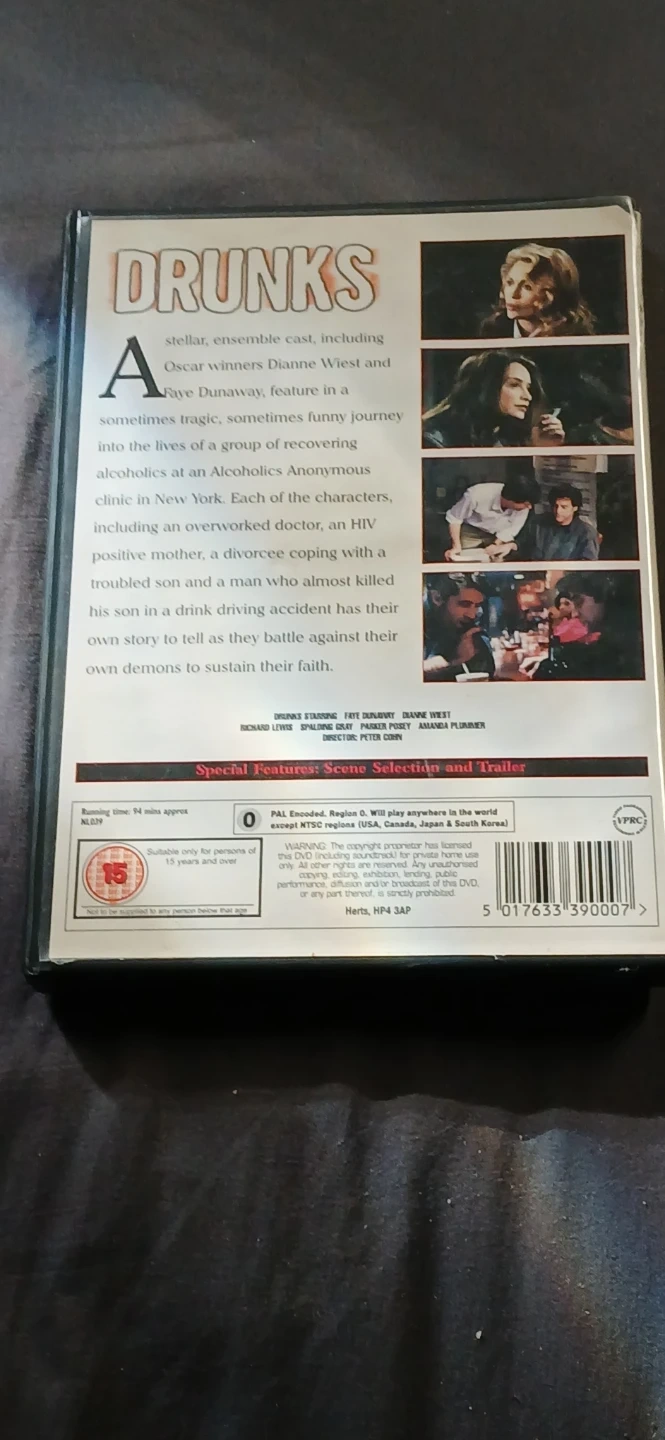 DRUNKS
A stellar, ensemble cast, including
Oscar winners Dianne Wiest and
Faye Dunaway, feature in a
sometimes tragic, sometimes funny journey
into the lives of a group of recovering
alcoholics at an Alcoholics Anonymous
clinic in New York. Each of the characters,
including an overworked doctor, an HIV
positive mother, a divorcee coping with a
troubled son and a man who almost killed
his son in a drink driving accident has their
own story to tell as they battle against their
own demons to sustain their faith.
DRUNKS STARRING FAYE DUNAWAY DIANNE WIEST
RICHARD LEWIS SPALDING GRAY PARKER POSEY AMANDA PLUMMER
DIRECTOR: PETER COHN
Special Features: Scene Selection and Trailer
Running time: 94 mins approx
NL029
0
PAL Encoded. Region 0. Will play anywhere in the world
except NTSC regions (USA, Canada, Japan & South Korea)
VPRC
15
Suitable only for persons of
15 years and over
Not to be supplied to any person below that age
WARNING: The copyright proprietor has licensed
this DVD (including soundtrack) for private home use
only. All other rights are reserved. Any unauthorised
copying, editing, exhibition, lending, public
performance, diffusion and/or broadcast of this DVD,
or any part thereof, is strictly prohibited.
Herts, HP4 3AP
5 017633 390007 >